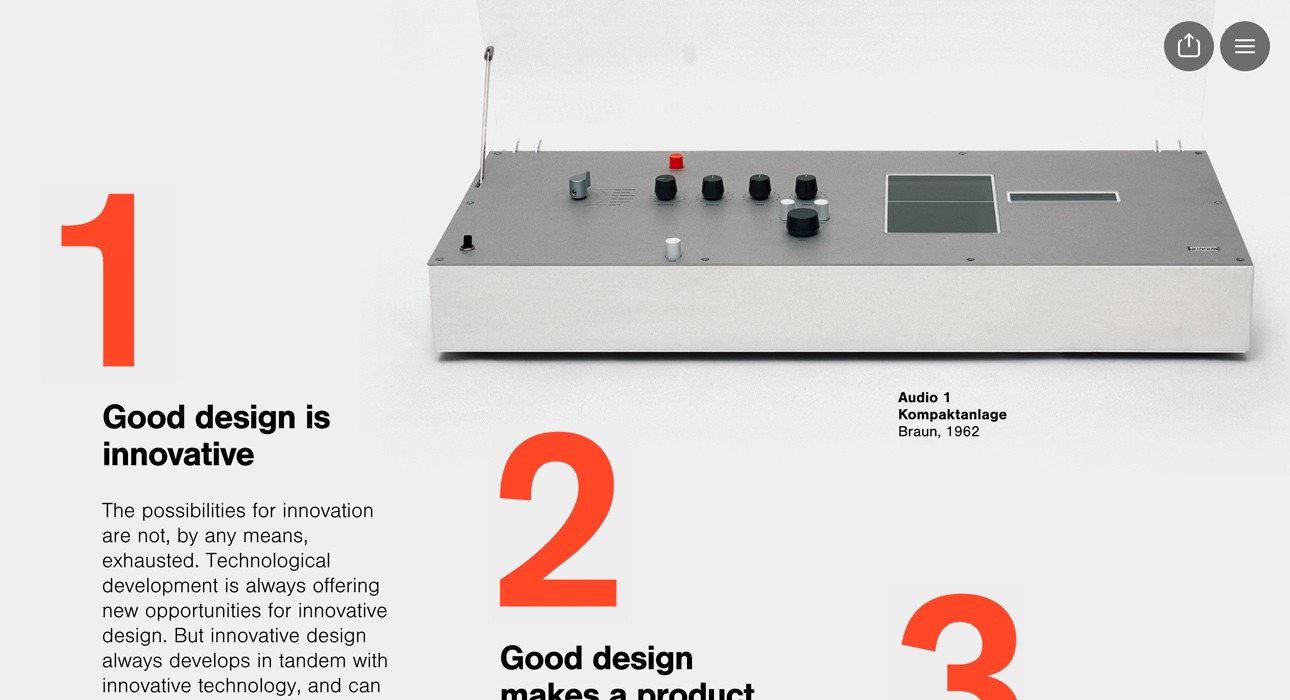 1
Good design is
innovative
The possibilities for innovation
are not, by any means,
exhausted. Technological
development is always offering
new opportunities for innovative
design. But innovative design
always develops in tandem with
innovative technology, and can
Audio 1
Kompaktanlage
Braun, 1962
2
Good design
makes a product
3